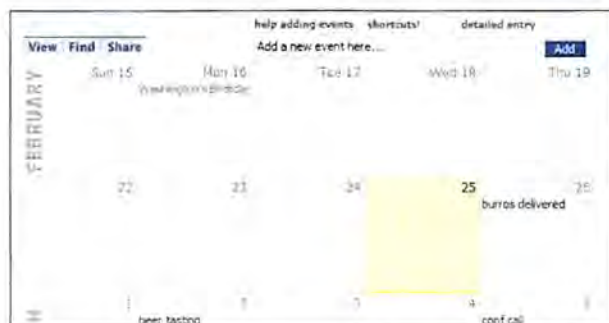 help adding events shortcuts! detailed entry
View Find Share Add a new event here... Add
FEBRUARY
Sun 15 Mon 16 Tue 17 Wed 18 Thu 19
Washington's Birthday
22 23 24 25 26
burros delivered
1 2 3 4 5
H
beer tasting conf call